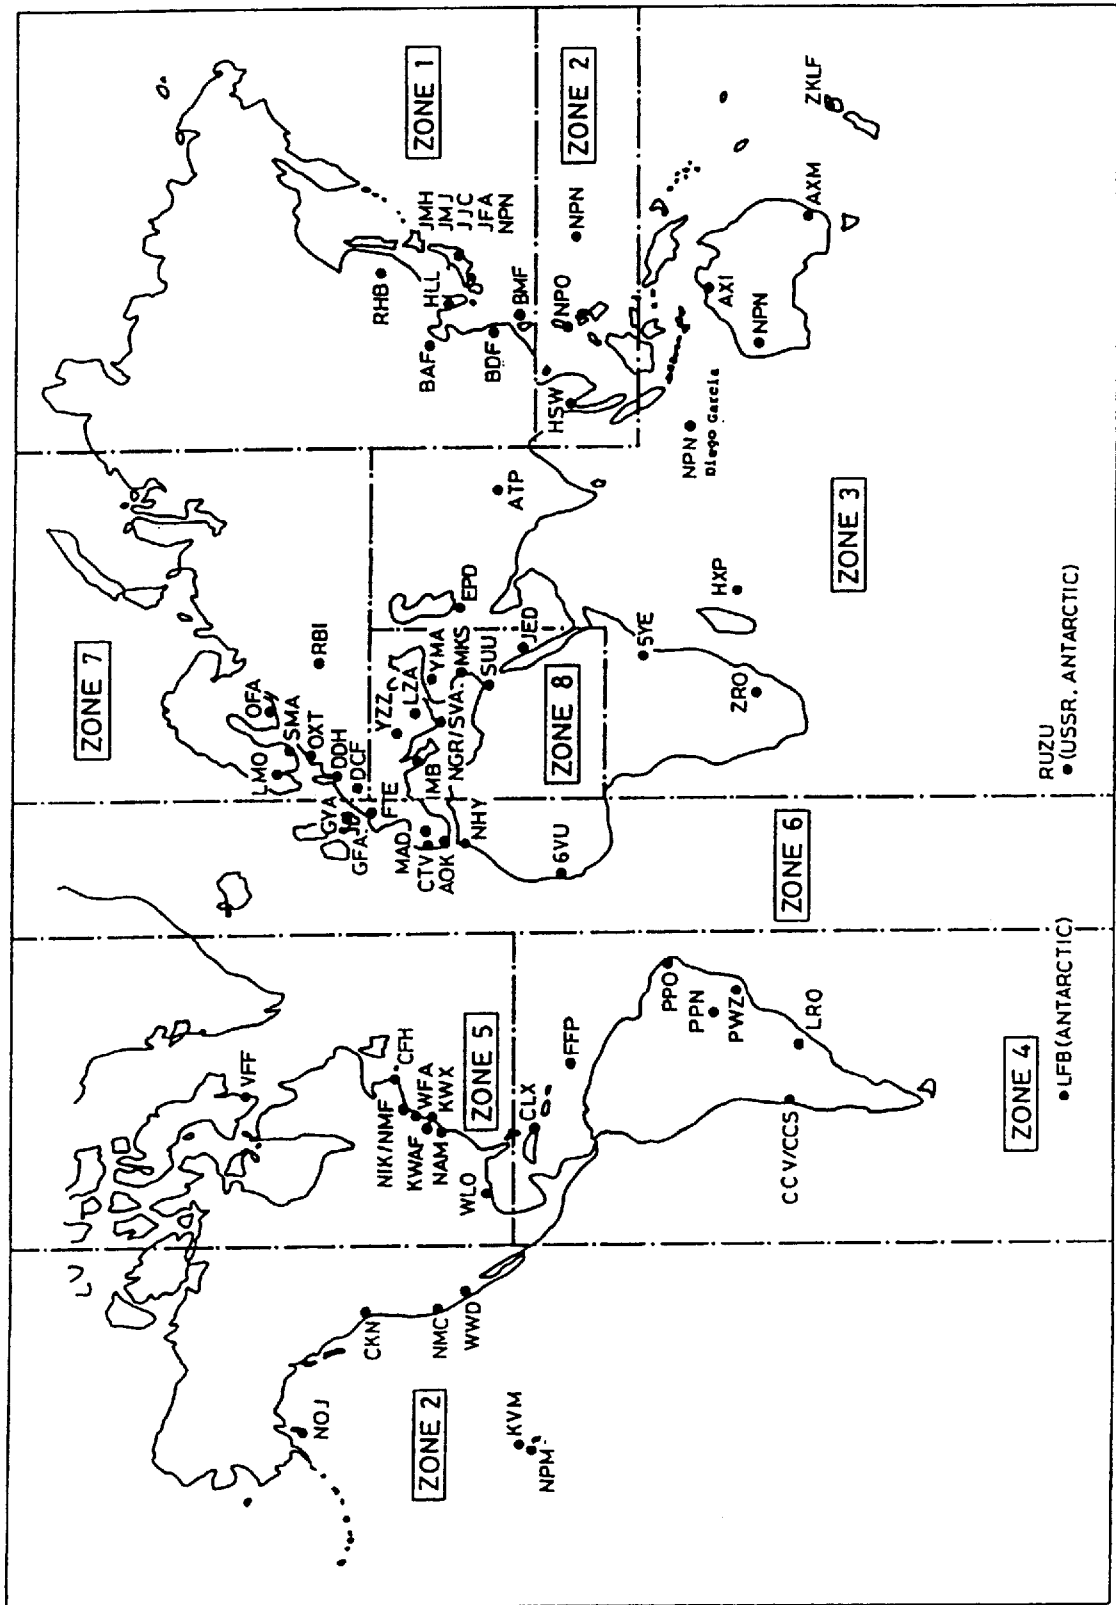 NOJ
CKN
NMC
WWD
ZONE 2
KVM
NPM
VFF
CFH
NIK/NMF
WFA
KWAF
KWX
NAM
WLO
ZONE 5
CLX
FFP
PPO
PPN
PWZ
LRO
CCV/CCS
ZONE 4
LFB (ANTARCTIC)
ZONE 6
6VU
NHY
AOK
CTV
MAD
GFA
GYA
ZONE 7
LMO
OFA
SMA
OXT
DDH
DCF
FTE
RBI
YZZ
LZA
YMA
IMB
NGR/SVA
MKS
SUU
EPD
JED
ZONE 8
5YE
ZRO
HXP
ZONE 3
RUZU
(USSR. ANTARCTIC)
ATP
NPN
Diego Garcia
ZONE 1
RHB
HLL
JMH
JMJ
JJC
JFA
NPN
BAF
BDF
BMF
HSW
NPO
ZONE 2
NPN
AXI
NPN
AXM
ZKLF